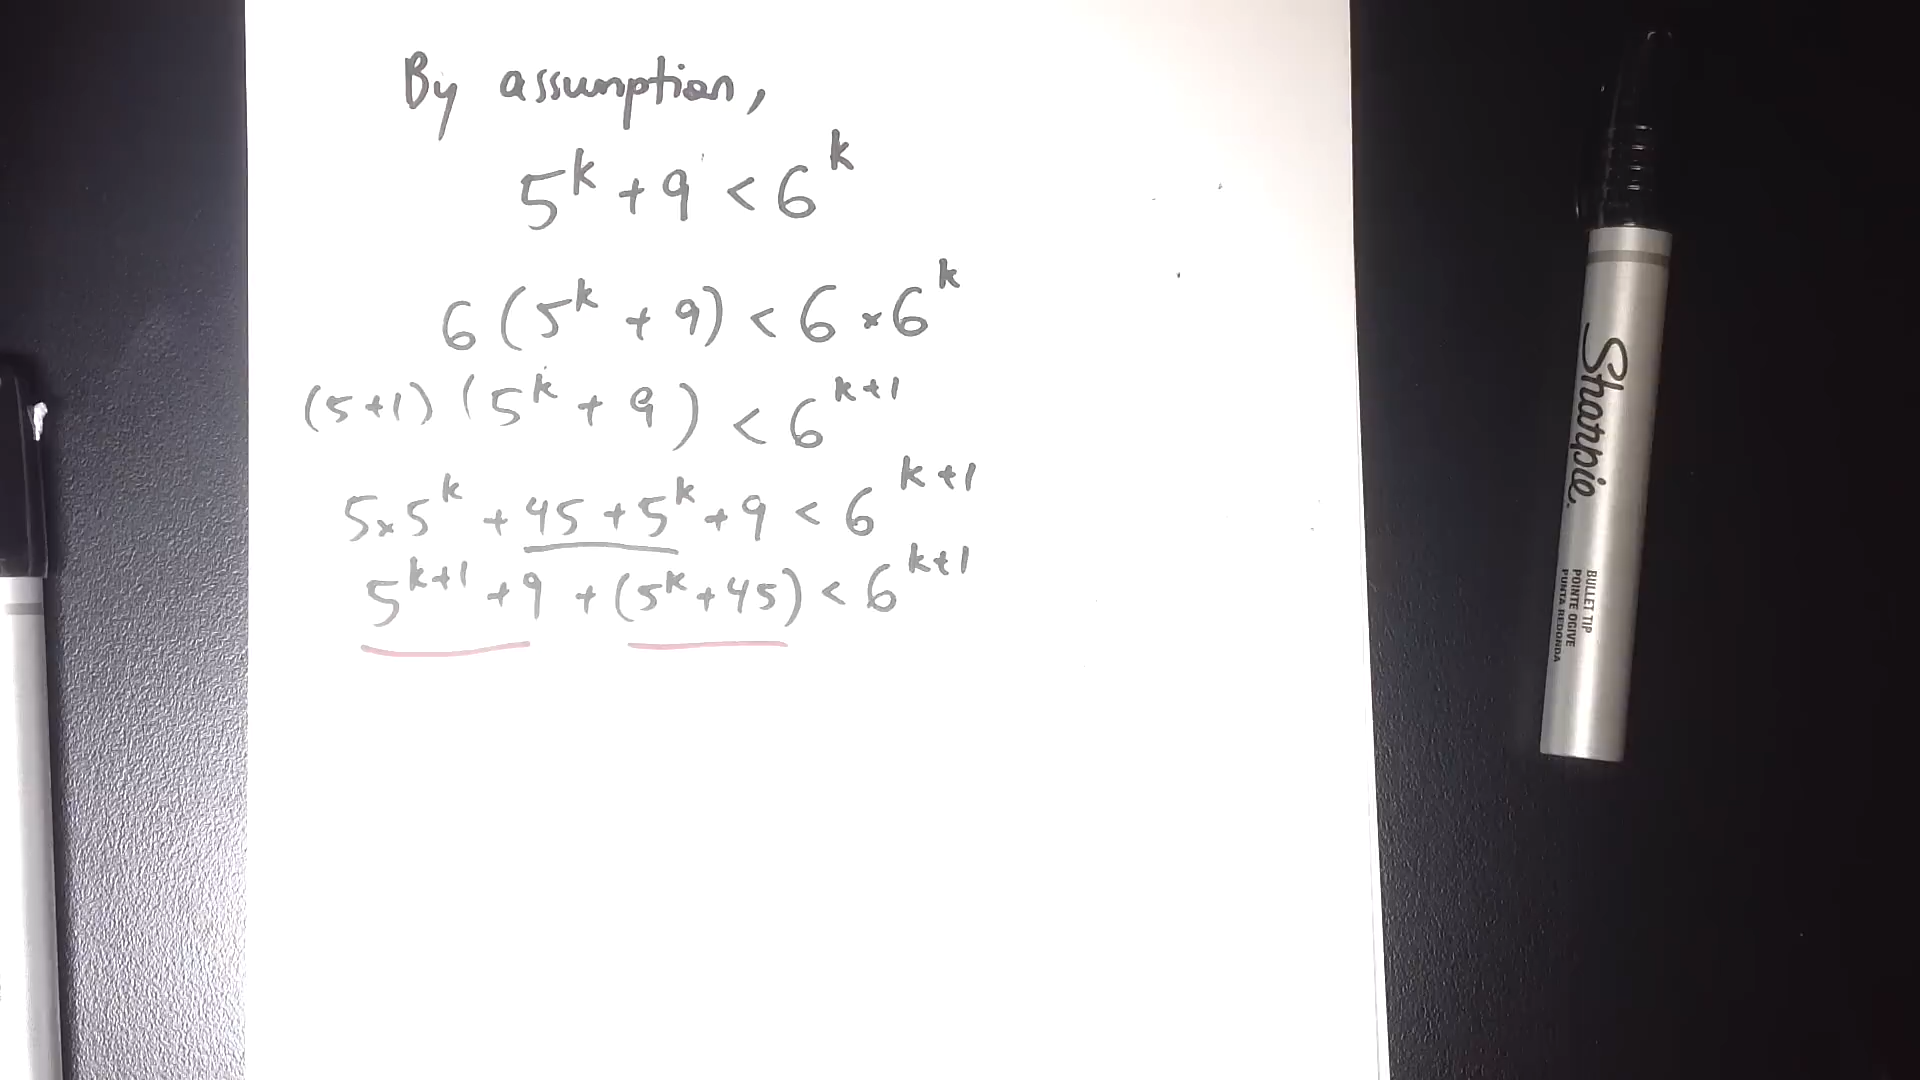 By assumption,
5^k + 9 < 6^k
6 (5^k + 9) < 6 × 6^k
(5+1) (5^k + 9) < 6^{k+1}
5 × 5^k + 45 + 5^k + 9 < 6^{k+1}
5^{k+1} + 9 + (5^k + 45) < 6^{k+1}
Sharpie.
BULLET TIP
POINTE OGIVE
PUNTA REDONDA